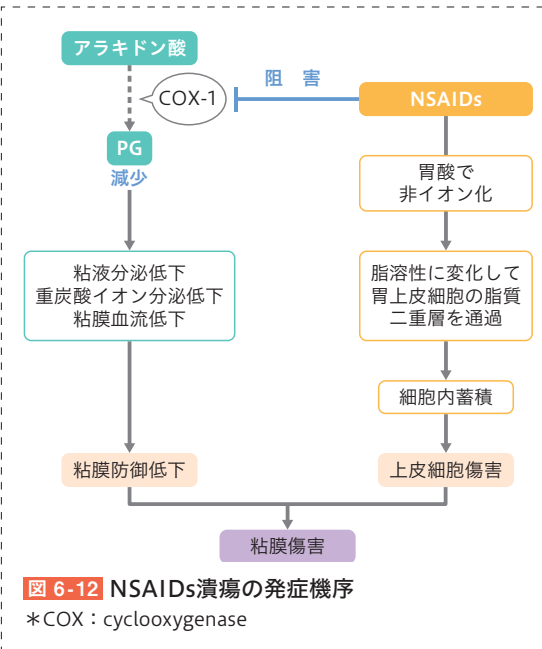 アラキドン酸
COX-1
阻　害
NSAIDs
PG
減少
胃酸で
非イオン化
粘液分泌低下
重炭酸イオン分泌低下
粘膜血流低下
脂溶性に変化して
胃上皮細胞の脂質
二重層を通過
細胞内蓄積
粘膜防御低下
上皮細胞傷害
粘膜傷害
図 6-12 NSAIDs潰瘍の発症機序
＊COX：cyclooxygenase